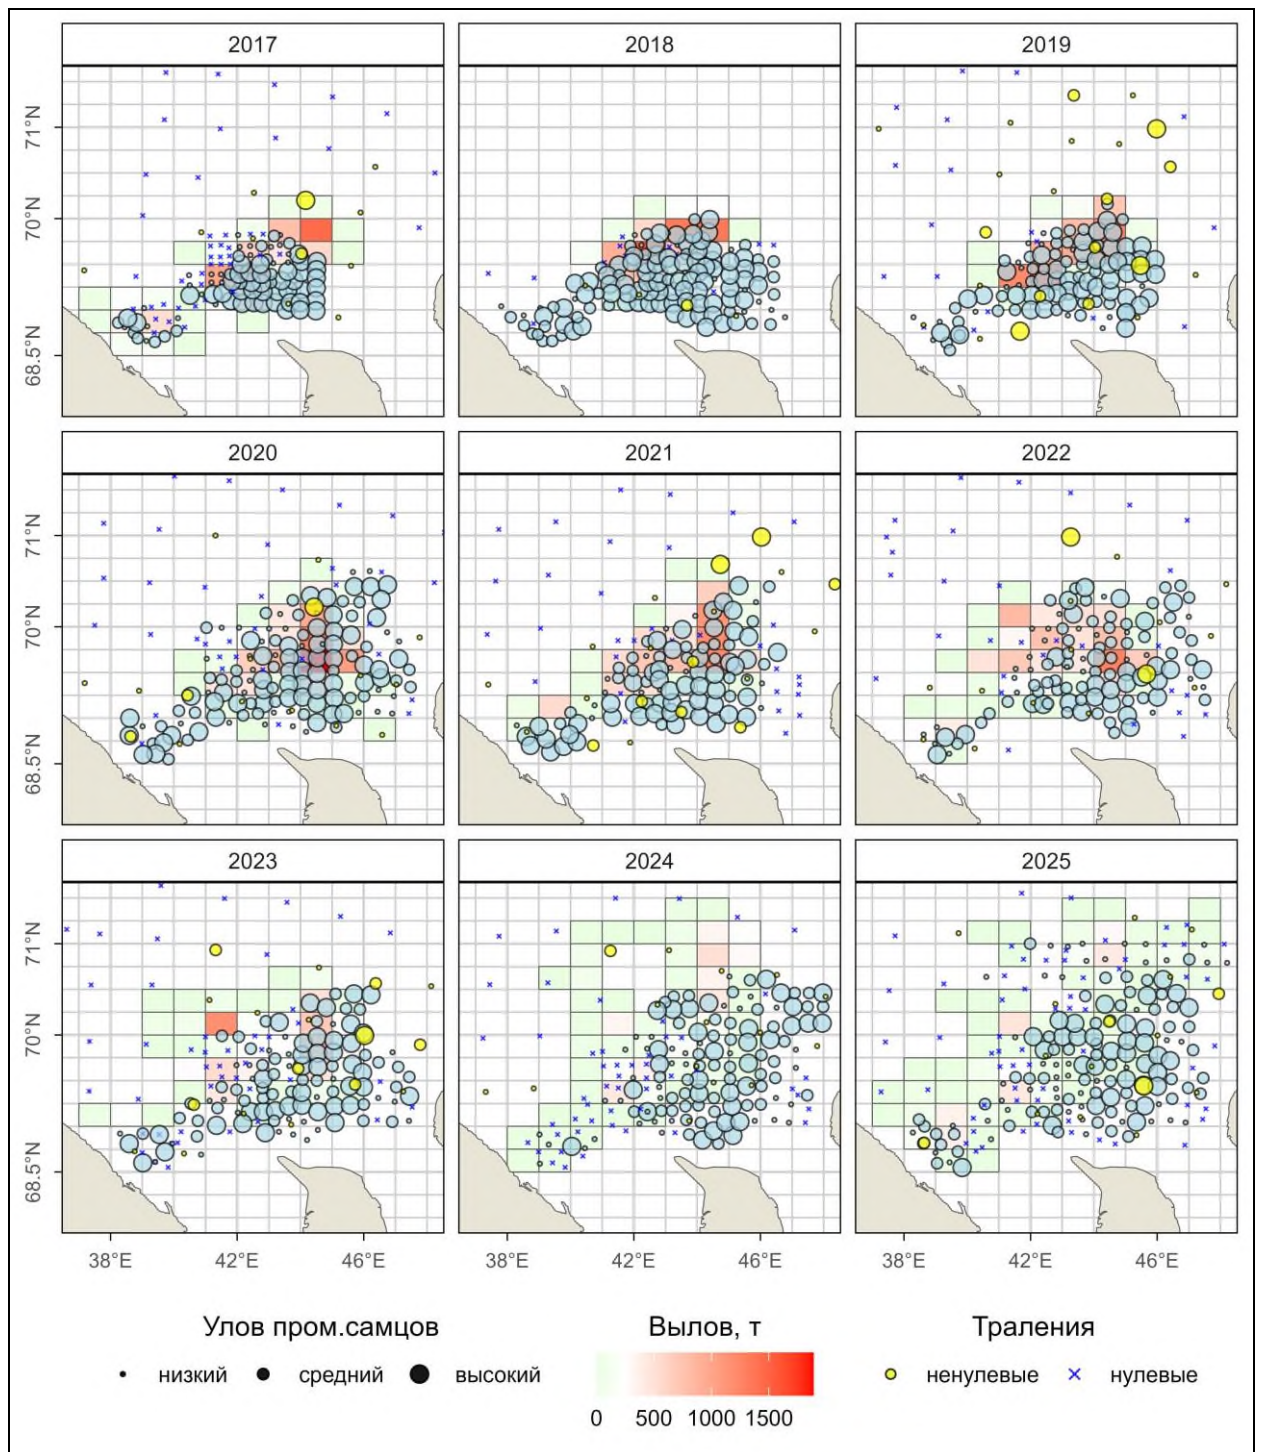 2017 2018 2019
71°N
70°N
68.5°N
2020 2021 2022
71°N
70°N
68.5°N
2023 2024 2025
71°N
70°N
68.5°N
38°E 42°E 46°E 38°E 42°E 46°E 38°E 42°E 46°E
Улов пром.самцов Вылов, т Траления
низкий средний высокий ненулевые нулевые
0 500 1000 1500